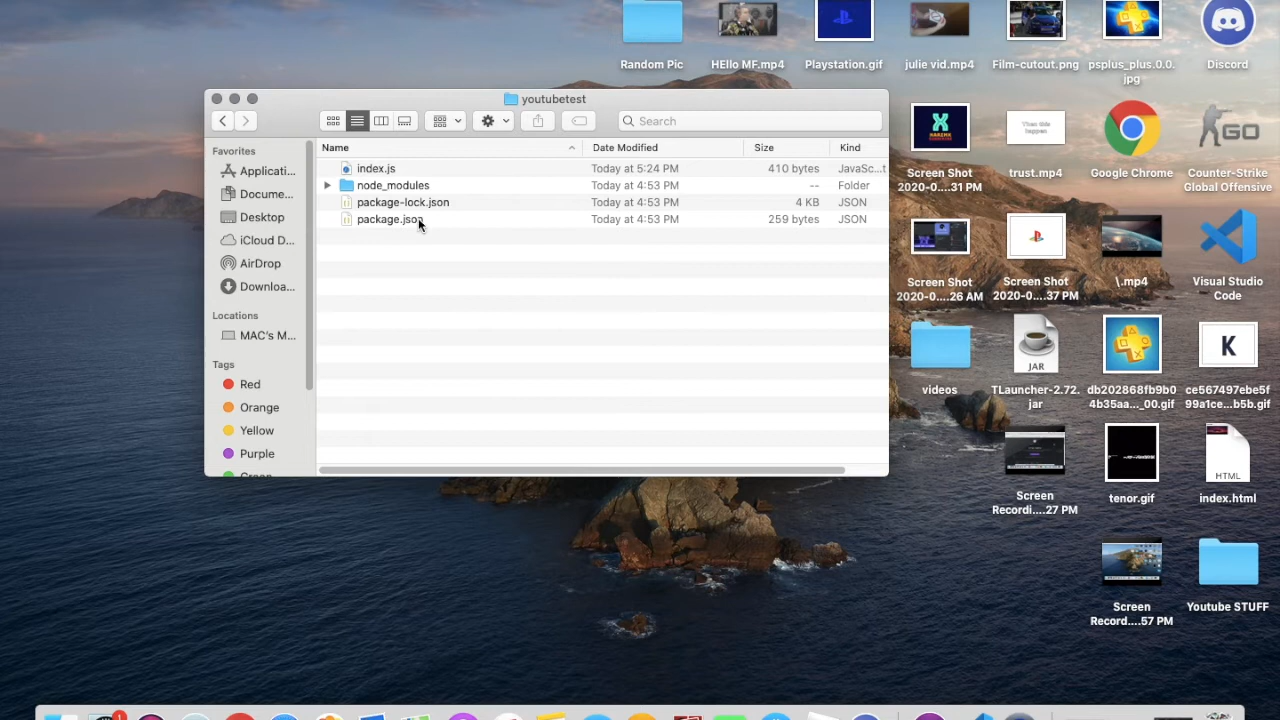 Random Pic
HEllo MF.mp4
Playstation.gif
julie vid.mp4
Film-cutout.png
psplus_plus.0.0.
jpg
Discord
youtubetest
Search
Favorites
Applicati...
Docume...
Desktop
iCloud D...
AirDrop
Downloa...
Locations
MAC's M...
Tags
Red
Orange
Yellow
Purple
Green
Name
Date Modified
Size
Kind
index.js
Today at 5:24 PM
410 bytes
JavaSc...t
node_modules
Today at 4:53 PM
--
Folder
package-lock.json
Today at 4:53 PM
4 KB
JSON
package.json
Today at 4:53 PM
259 bytes
JSON
Then this
happen
GO
Screen Shot
2020-0....31 PM
trust.mp4
Google Chrome
Counter-Strike
Global Offensive
Screen Shot
2020-0....26 AM
Screen Shot
2020-0....37 PM
\.mp4
Visual Studio
Code
JAR
K
videos
TLauncher-2.72.
jar
db202868fb9b0
4b35aa..._00.gif
ce567497ebe5f
99a1ce...b5b.gif
HTML
Screen
Recordi....27 PM
tenor.gif
index.html
Screen
Record....57 PM
Youtube STUFF
1